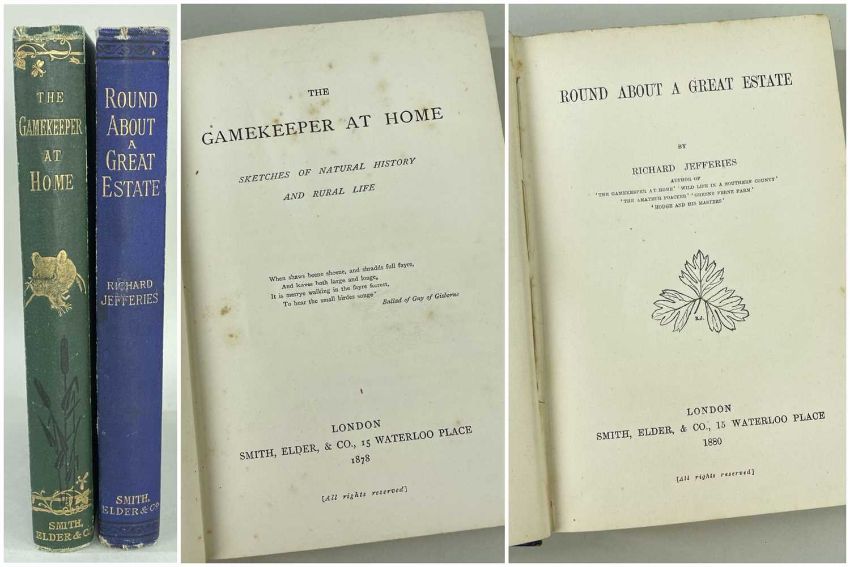 THE
GAMEKEEPER
AT
HOME
SMITH,
ELDER & Co.
ROUND
ABOUT
A
GREAT
ESTATE
RICHARD
JEFFERIES
SMITH,
ELDER & Co.
THE
GAMEKEEPER AT HOME
SKETCHES OF NATURAL HISTORY
AND RURAL LIFE
When shaws beene sheene, and shradds full fayre,
And leaves both large and longe,
It is merrye walking in the fayre forrest,
To hear the small birdes songe"
Ballad of Guy of Gisborne
LONDON
SMITH, ELDER, & CO., 15 WATERLOO PLACE
1878
[All rights reserved]
ROUND ABOUT A GREAT ESTATE
BY
RICHARD JEFFERIES
AUTHOR OF
'THE GAMEKEEPER AT HOME' 'WILD LIFE IN A SOUTHERN COUNTY'
'THE AMATEUR POACHER' 'GREENE FERNE FARM'
'HODGE AND HIS MASTERS'
R.J.
LONDON
SMITH, ELDER, & CO., 15 WATERLOO PLACE
1880
[All rights reserved]